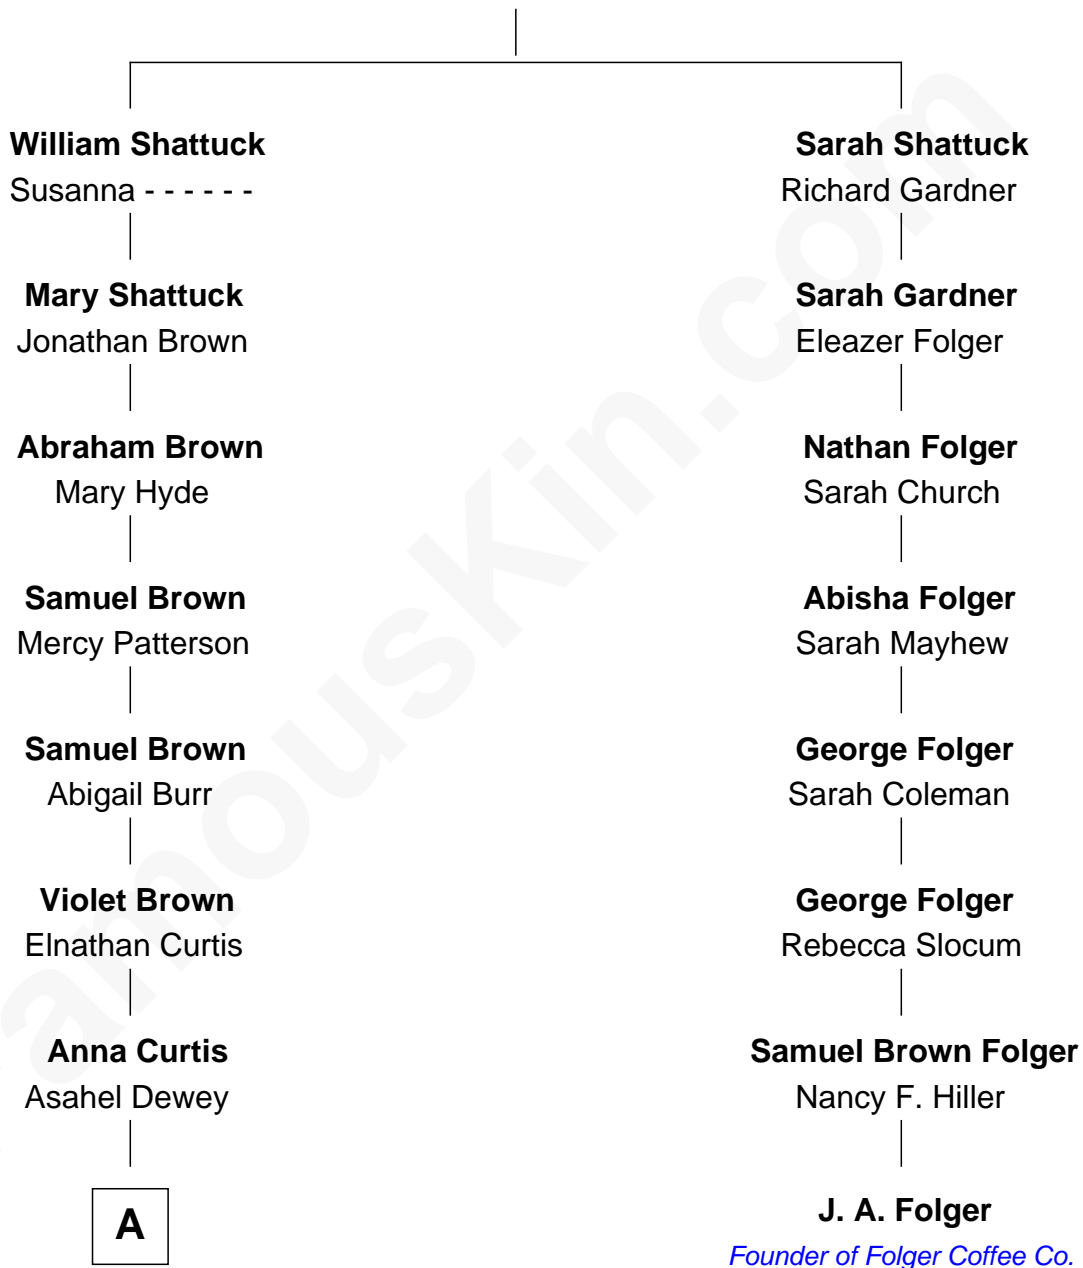 William Shattuck
Susanna - - - - - -
Sarah Shattuck
Richard Gardner
Mary Shattuck
Jonathan Brown
Sarah Gardner
Eleazer Folger
Abraham Brown
Mary Hyde
Nathan Folger
Sarah Church
Samuel Brown
Mercy Patterson
Abisha Folger
Sarah Mayhew
Samuel Brown
Abigail Burr
George Folger
Sarah Coleman
Violet Brown
Elnathan Curtis
George Folger
Rebecca Slocum
Anna Curtis
Asahel Dewey
Samuel Brown Folger
Nancy F. Hiller
A
J. A. Folger
Founder of Folger Coffee Co.
amousKin.com